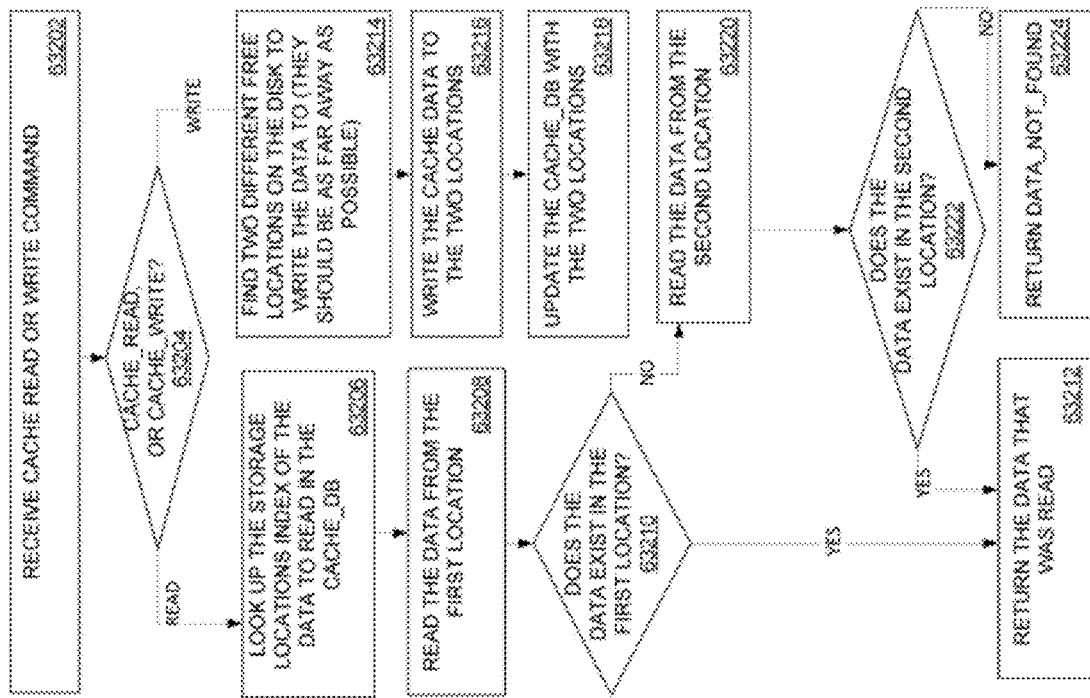 RECEIVE CACHE READ OR WRITE COMMAND
63202
CACHE_READ,
OR CACHE_WRITE?
63204
READ
WRITE
LOOK UP THE STORAGE
LOCATIONS INDEX OF THE
DATA TO READ IN THE
CACHE_DB
63206
READ THE DATA FROM THE
FIRST LOCATION
63208
DOES THE
DATA EXIST IN THE
FIRST LOCATION?
63210
NO
YES
RETURN THE DATA THAT
WAS READ
63212
FIND TWO DIFFERENT FREE
LOCATIONS ON THE DISK TO
WRITE THE DATA TO (THEY
SHOULD BE AS FAR AWAY AS
POSSIBLE)
63214
WRITE THE CACHE DATA TO
THE TWO LOCATIONS
63216
UPDATE THE CACHE_DB WITH
THE TWO LOCATIONS
63218
READ THE DATA FROM THE
SECOND LOCATION
63220
DOES THE
DATA EXIST IN THE SECOND
LOCATION?
63222
YES
NO
RETURN DATA_NOT_FOUND
63224